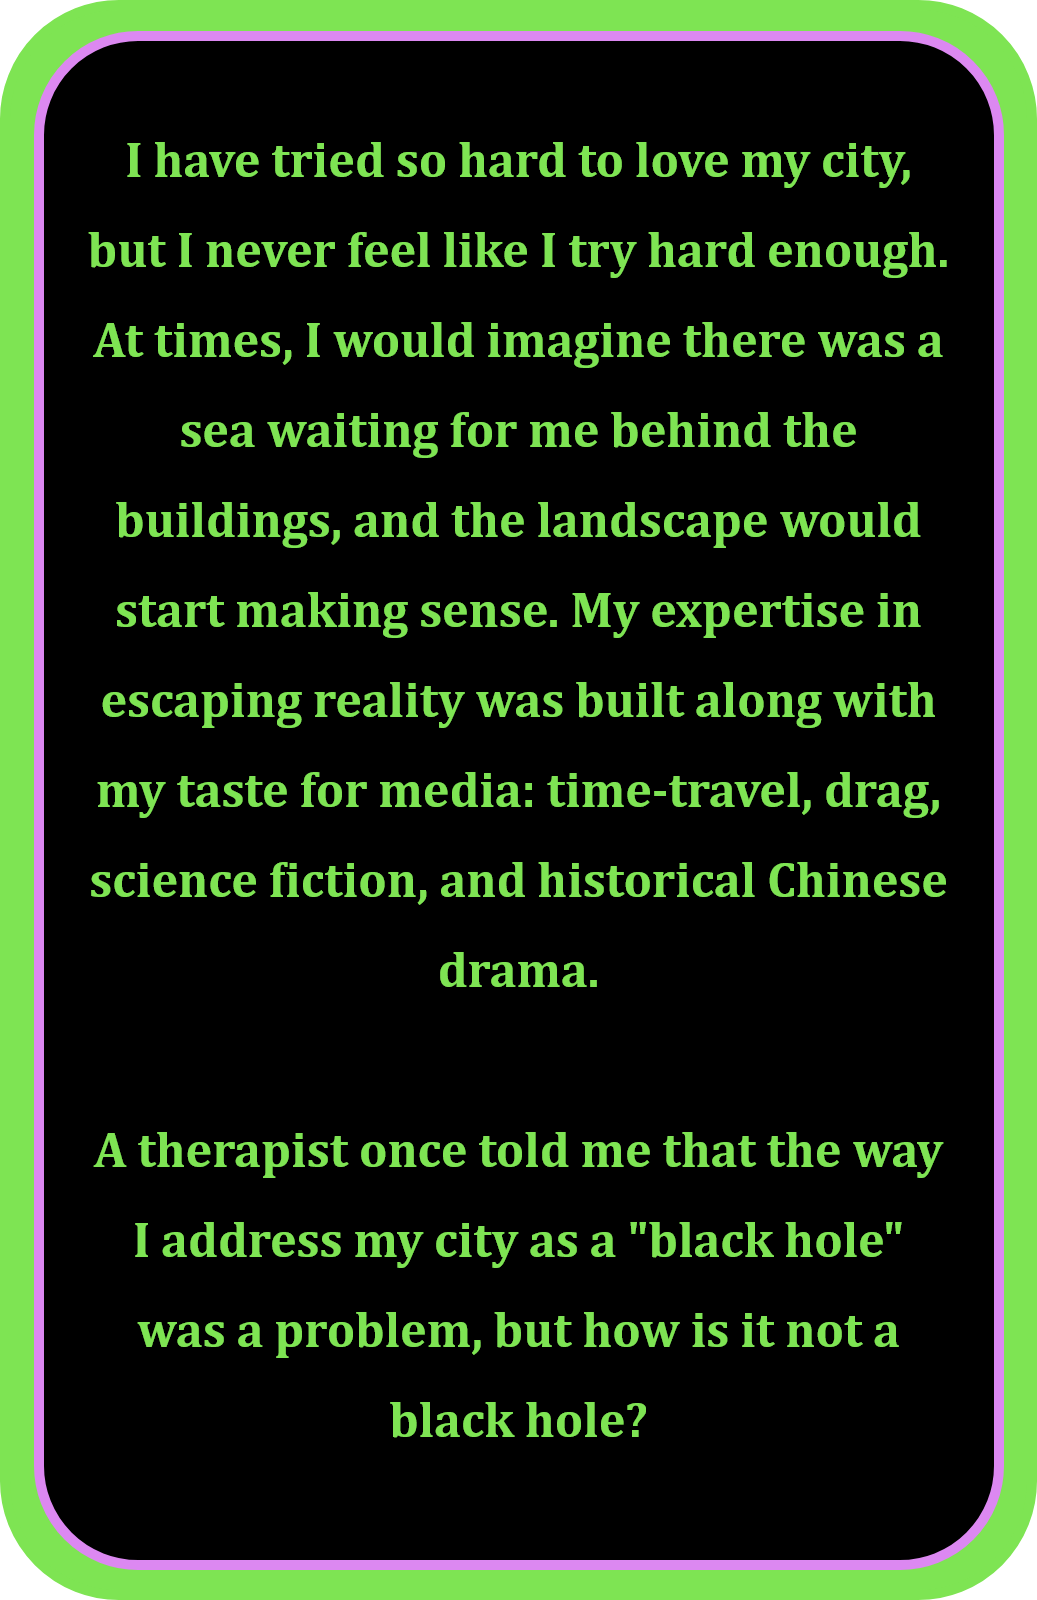 I have tried so hard to love my city,
but I never feel like I try hard enough.
At times, I would imagine there was a
sea waiting for me behind the
buildings, and the landscape would
start making sense. My expertise in
escaping reality was built along with
my taste for media: time-travel, drag,
science fiction, and historical Chinese
drama.
A therapist once told me that the way
I address my city as a "black hole"
was a problem, but how is it not a
black hole?